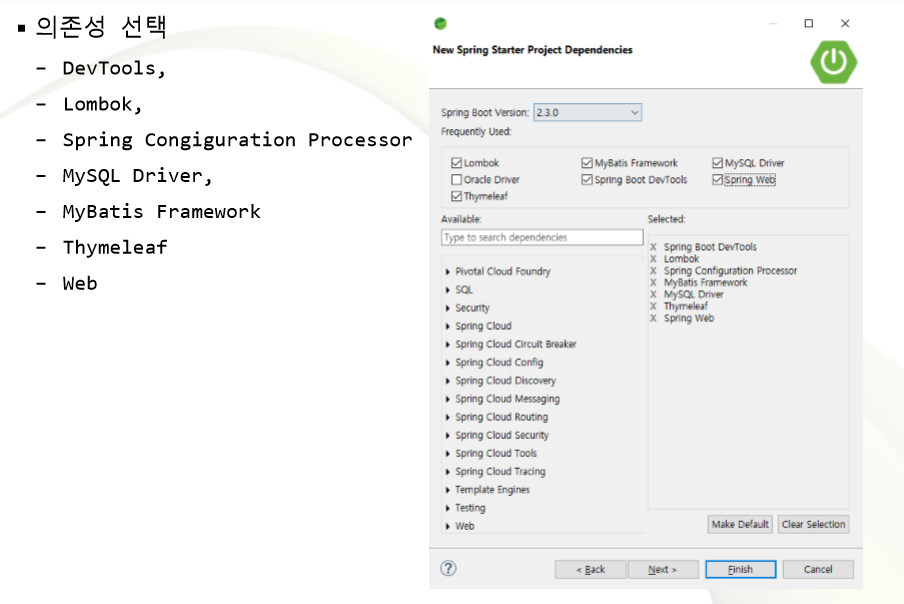 ▪ 의존성 선택
– DevTools,
– Lombok,
– Spring Congiguration Processor
– MySQL Driver,
– MyBatis Framework
– Thymeleaf
– Web
New Spring Starter Project Dependencies
Spring Boot Version: 2.3.0
Frequently Used:
Lombok MyBatis Framework MySQL Driver
Oracle Driver Spring Boot DevTools Spring Web
Thymeleaf
Available:
Type to search dependencies
Pivotal Cloud Foundry
SQL
Security
Spring Cloud
Spring Cloud Circuit Breaker
Spring Cloud Config
Spring Cloud Discovery
Spring Cloud Messaging
Spring Cloud Routing
Spring Cloud Security
Spring Cloud Tools
Spring Cloud Tracing
Template Engines
Testing
Web
Selected:
X Spring Boot DevTools
X Lombok
X Spring Configuration Processor
X MyBatis Framework
X MySQL Driver
X Thymeleaf
X Spring Web
Make Default Clear Selection
? < Back Next > Finish Cancel